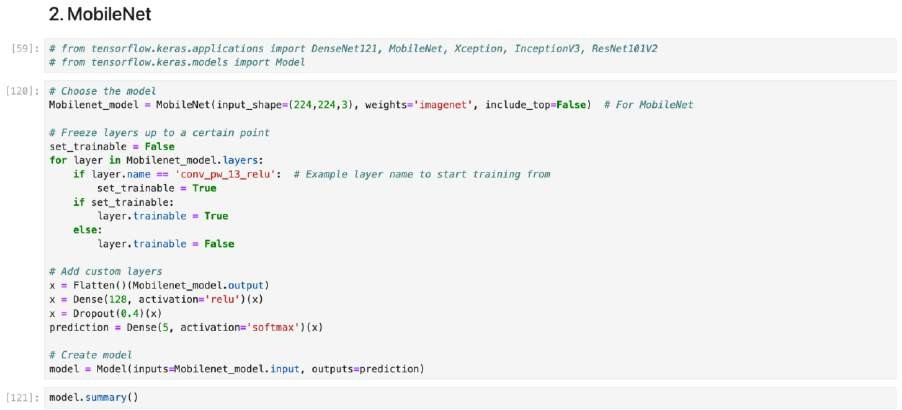 2. MobileNet
[59]: # from tensorflow.keras.applications import DenseNet121, MobileNet, Xception, InceptionV3, ResNet101V2
# from tensorflow.keras.models import Model
[120]: # Choose the model
Mobilenet_model = MobileNet(input_shape=(224,224,3), weights='imagenet', include_top=False)  # For MobileNet

# Freeze layers up to a certain point
set_trainable = False
for layer in Mobilenet_model.layers:
    if layer.name == 'conv_pw_13_relu':  # Example layer name to start training from
        set_trainable = True
    if set_trainable:
        layer.trainable = True
    else:
        layer.trainable = False

# Add custom layers
x = Flatten()(Mobilenet_model.output)
x = Dense(128, activation='relu')(x)
x = Dropout(0.4)(x)
prediction = Dense(5, activation='softmax')(x)

# Create model
model = Model(inputs=Mobilenet_model.input, outputs=prediction)
[121]: model.summary()